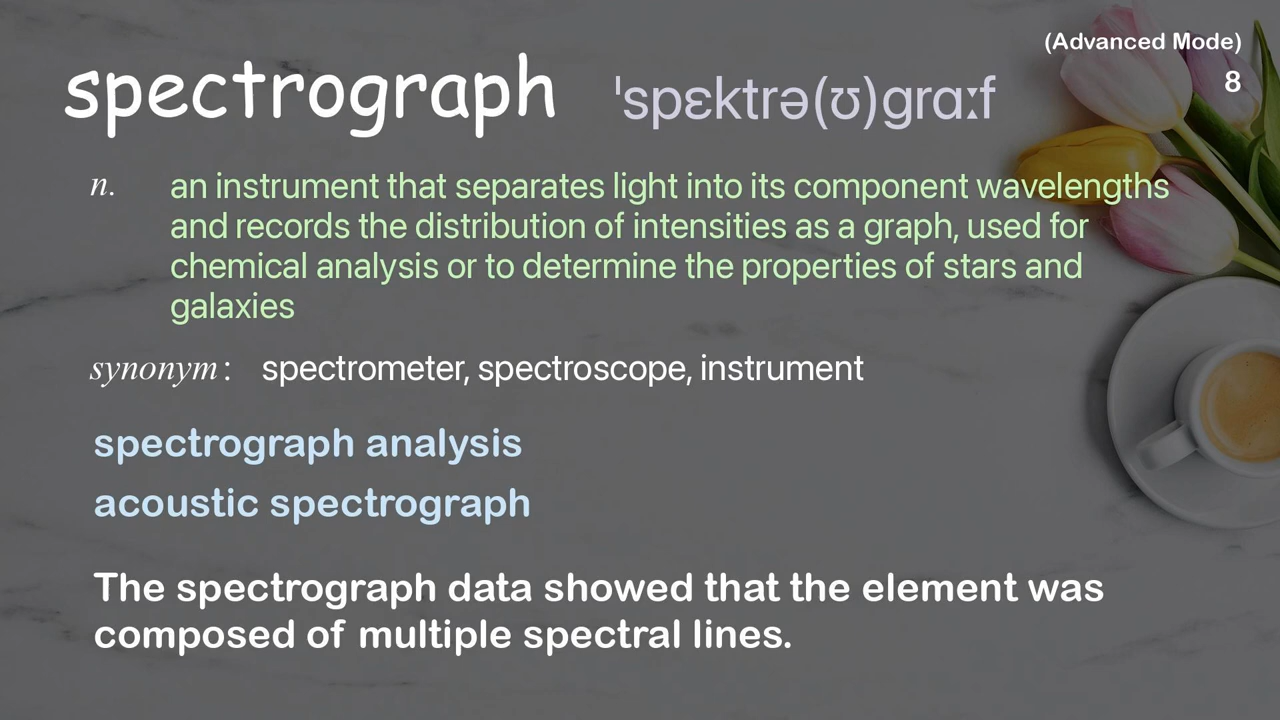 (Advanced Mode)
spectrograph ˈspɛktrə(ʊ)ɡrɑːf
8
n. an instrument that separates light into its component wavelengths
and records the distribution of intensities as a graph, used for
chemical analysis or to determine the properties of stars and
galaxies
synonym: spectrometer, spectroscope, instrument
spectrograph analysis
acoustic spectrograph
The spectrograph data showed that the element was
composed of multiple spectral lines.